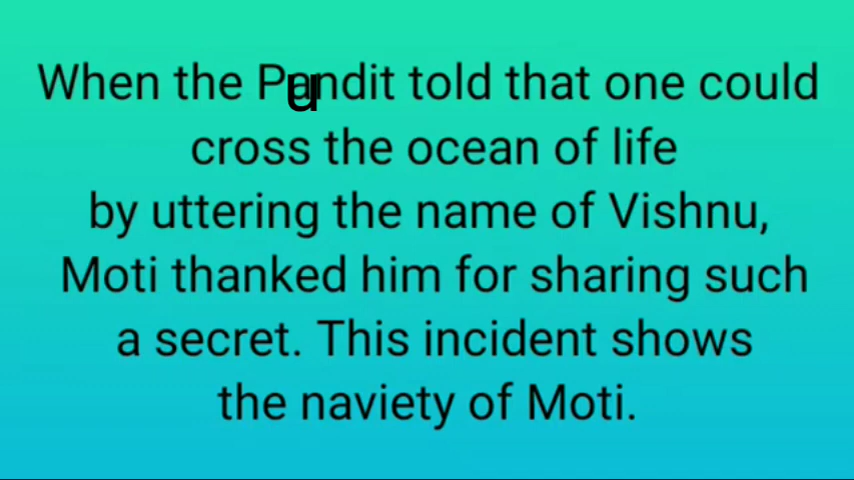 When the Pundit told that one could
cross the ocean of life
by uttering the name of Vishnu,
Moti thanked him for sharing such
a secret. This incident shows
the naviety of Moti.